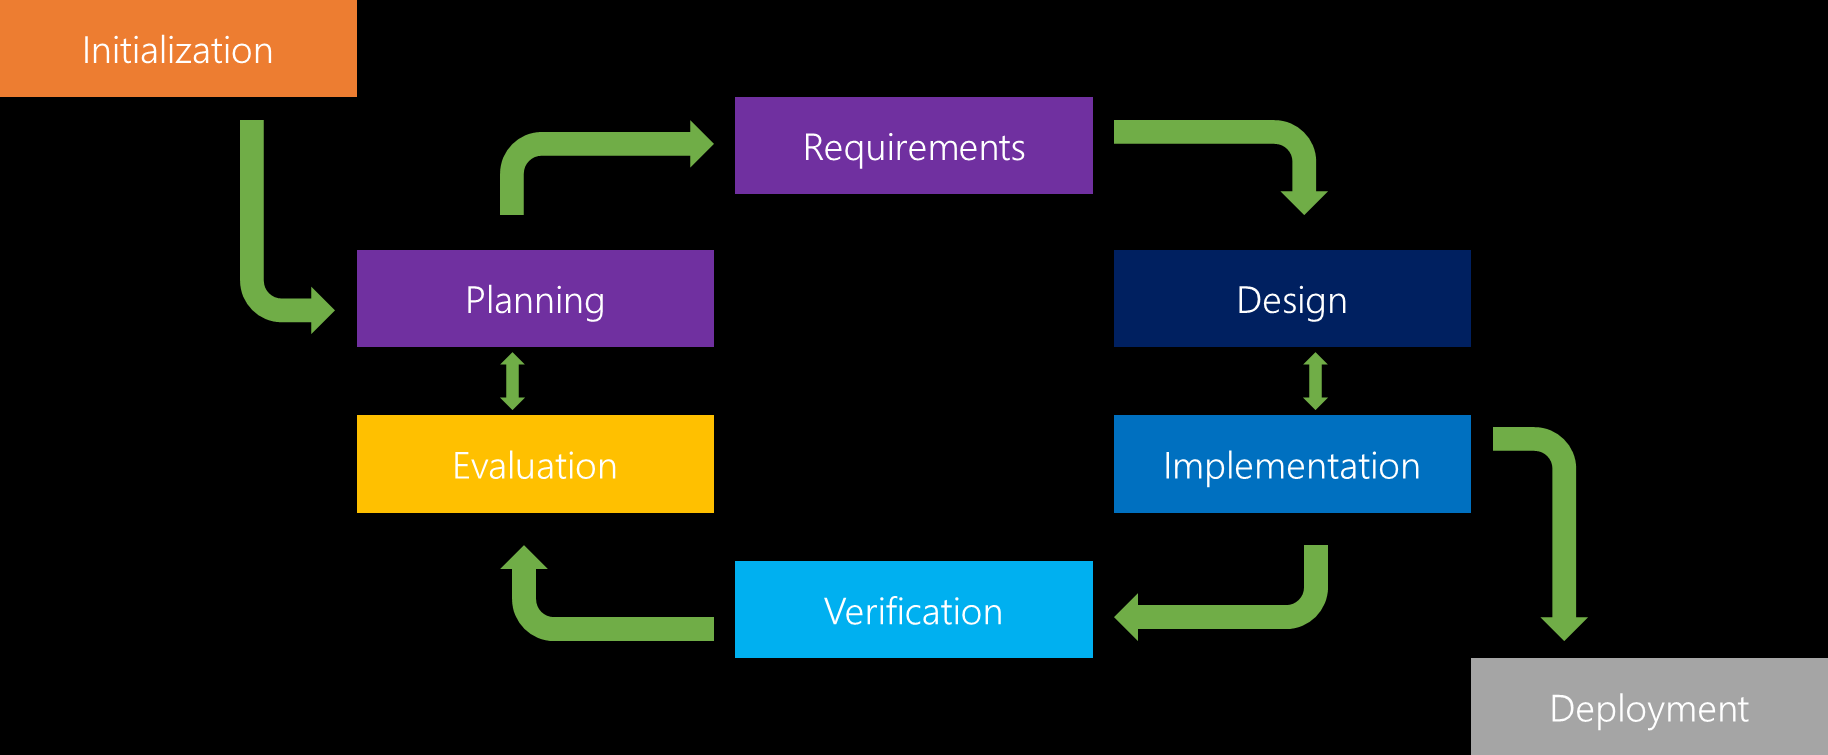 Initialization
Requirements
Planning
Design
Evaluation
Implementation
Verification
Deployment